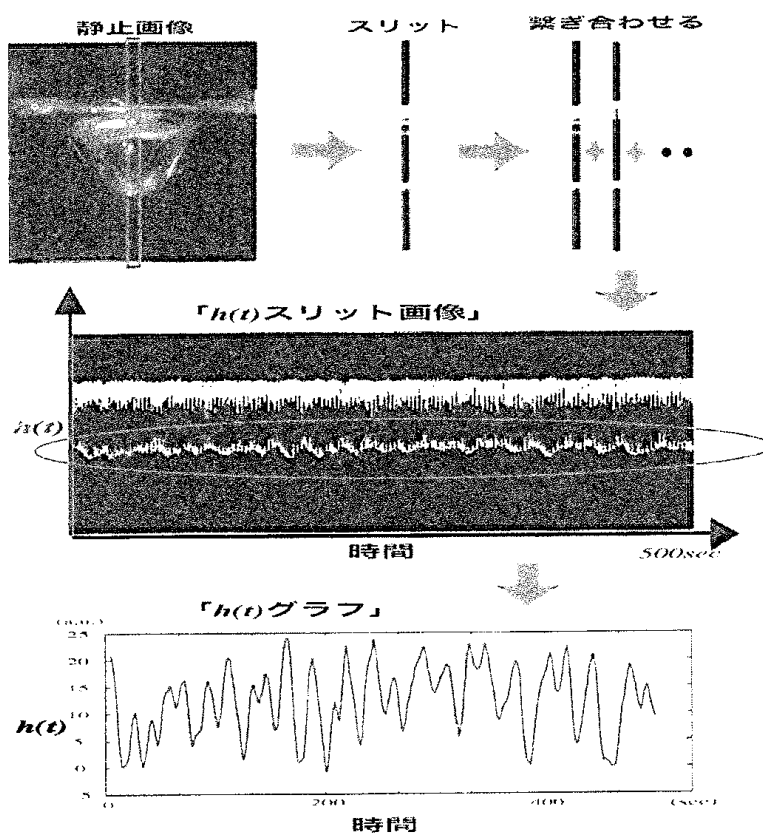 静止画像
スリット
繋ぎ合わせる
「h(t)スリット画像」
h(t)
時間
500sec
「h(t)グラフ」
(a.u.)
25
20
15
10
5
0
5
h(t)
0
200
400
(sec)
時間